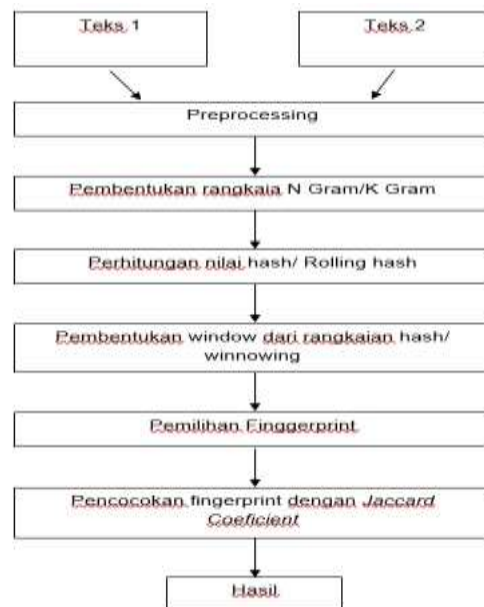 Teks 1
Teks 2
Preprocessing
Pembentukan rangkaia N Gram/K Gram
Perhitungan nilai hash/ Rolling hash
Pembentukan window dari rangkaian hash/
winnowing
Pemilihan Finggerprint
Pencocokan fingerprint dengan Jaccard
Coeficient
Hasil